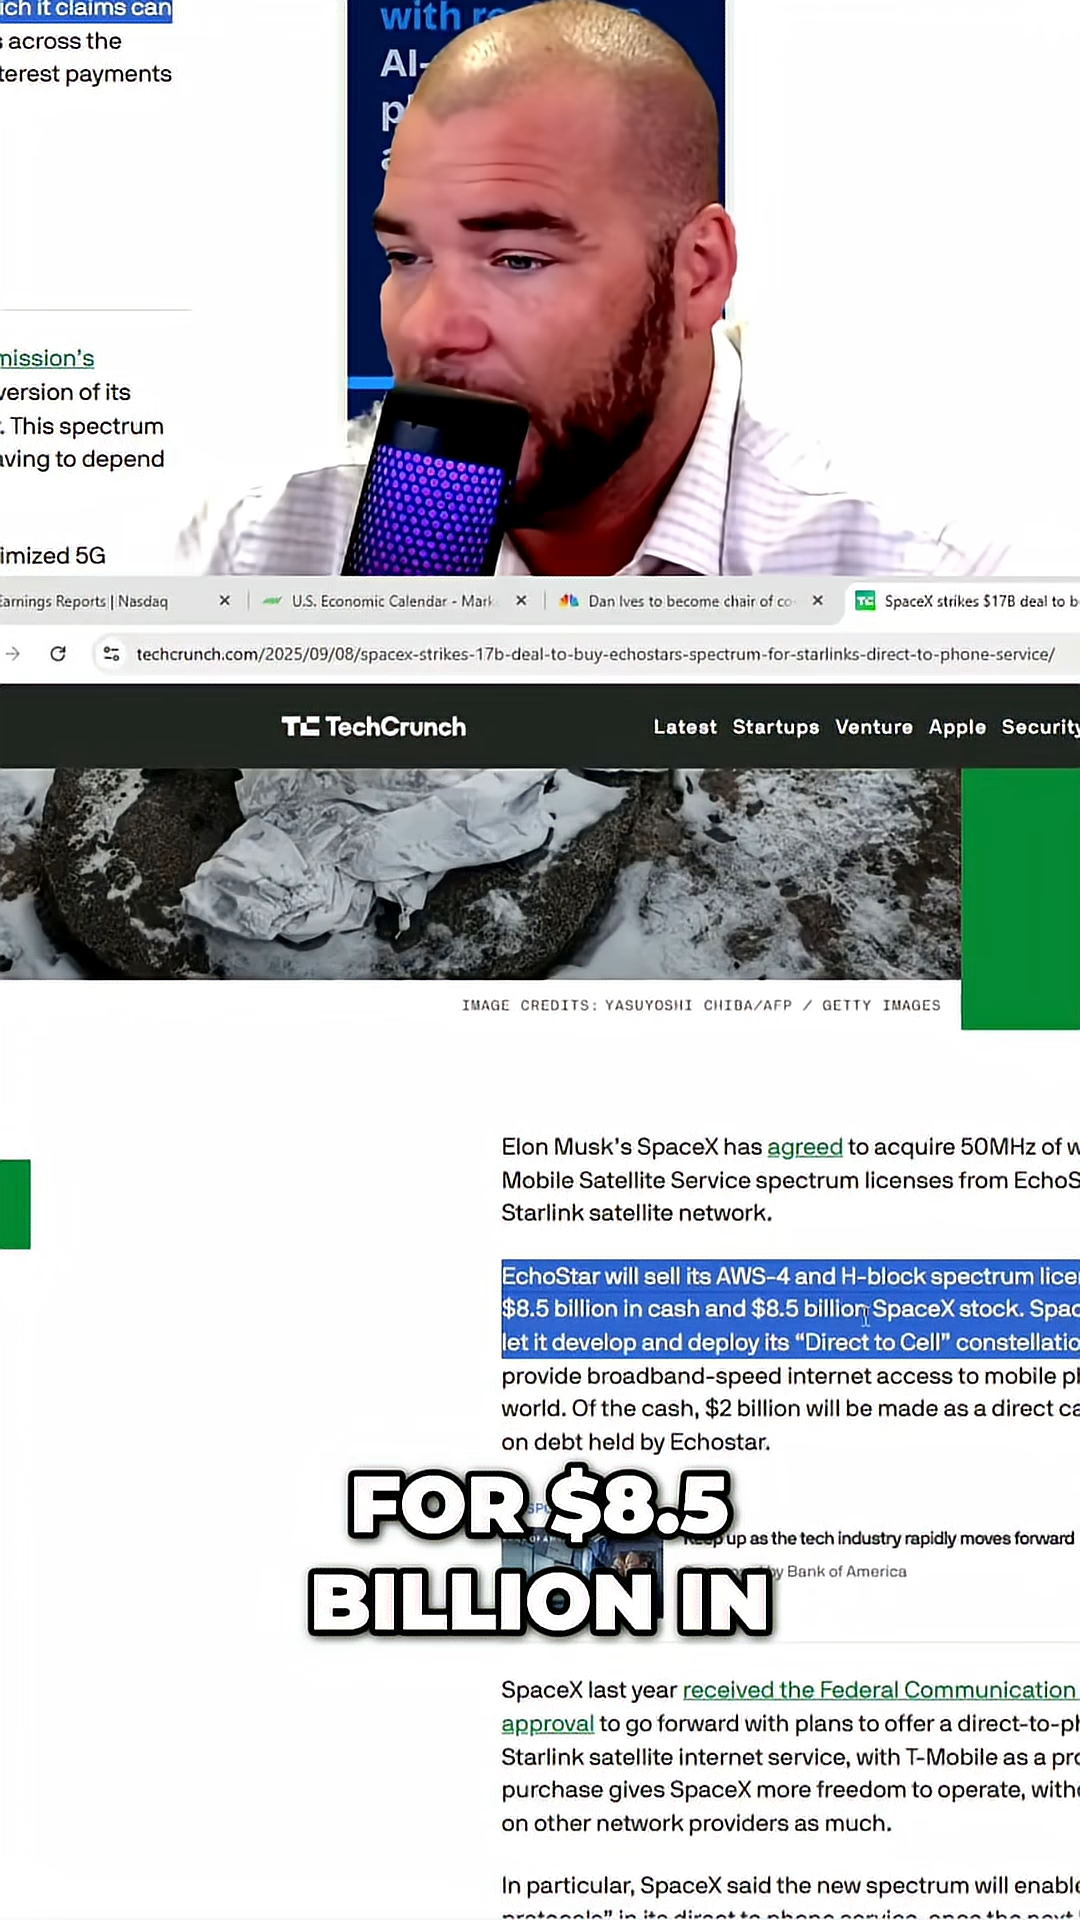 ich it claims can
with
across the
AI-
terest payments
mission's
version of its
. This spectrum
aving to depend
imized 5G
Earnings Reports | Nasdaq
U.S. Economic Calendar - Mark
Dan Ives to become chair of co
TC
SpaceX strikes $17B deal to b
techcrunch.com/2025/09/08/spacex-strikes-17b-deal-to-buy-echostars-spectrum-for-starlinks-direct-to-phone-service/
TC TechCrunch
Latest Startups Venture Apple Security
IMAGE CREDITS: YASUYOSHI CHIBA/AFP / GETTY IMAGES
Elon Musk's SpaceX has agreed to acquire 50MHz of w
Mobile Satellite Service spectrum licenses from EchoS
Starlink satellite network.
EchoStar will sell its AWS-4 and H-block spectrum lice
$8.5 billion in cash and $8.5 billion SpaceX stock. Spac
let it develop and deploy its “Direct to Cell” constellatio
provide broadband-speed internet access to mobile ph
world. Of the cash, $2 billion will be made as a direct ca
on debt held by Echostar.
FOR $8.5
up as the tech industry rapidly moves forward
by Bank of America
BILLION IN
SpaceX last year received the Federal Communication
approval to go forward with plans to offer a direct-to-ph
Starlink satellite internet service, with T-Mobile as a pro
purchase gives SpaceX more freedom to operate, witho
on other network providers as much.
In particular, SpaceX said the new spectrum will enable